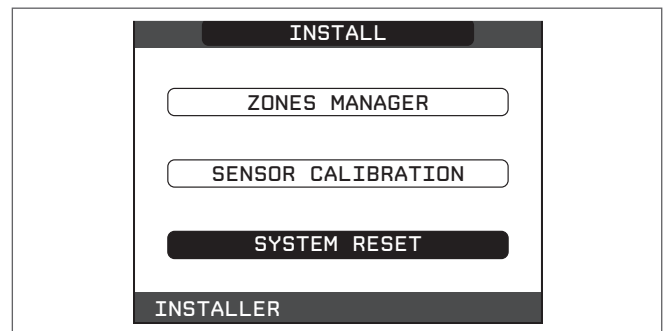 INSTALL
ZONES MANAGER
SENSOR CALIBRATION
SYSTEM RESET
INSTALLER